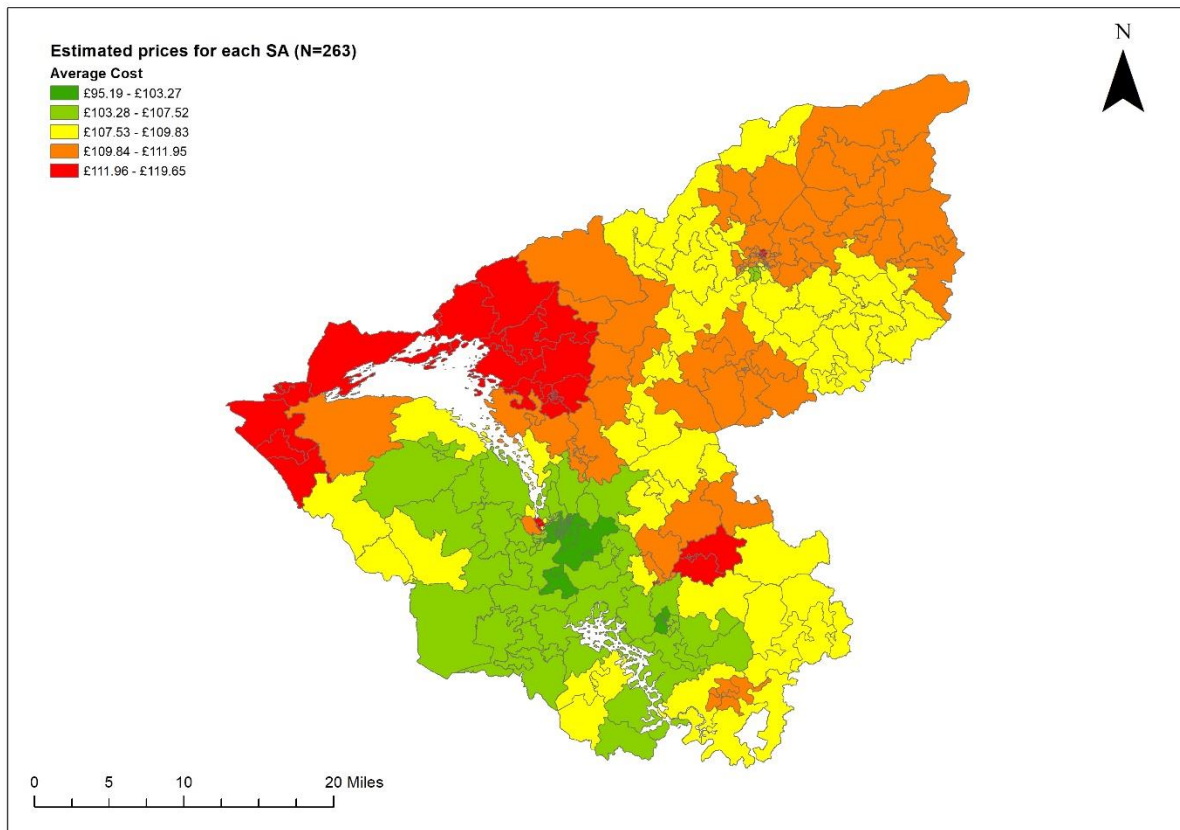 Estimated prices for each SA (N=263)
Average Cost
£95.19 - £103.27
£103.28 - £107.52
£107.53 - £109.83
£109.84 - £111.95
£111.96 - £119.65
N
0 5 10 20 Miles